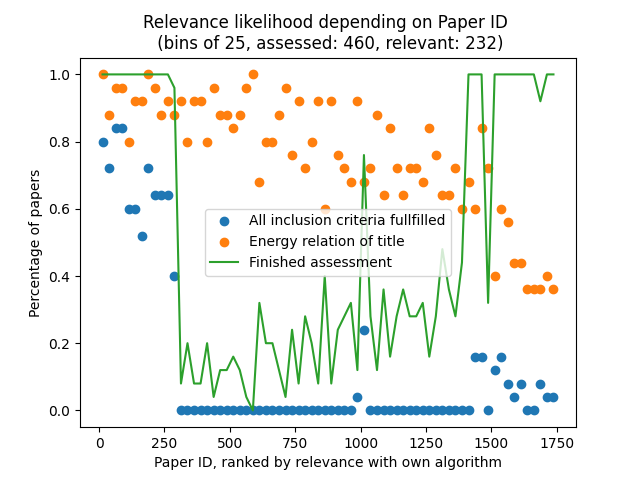 Relevance likelihood depending on Paper ID
(bins of 25, assessed: 460, relevant: 232)
1.0
0.8
0.6
0.4
0.2
0.0
Percentage of papers
All inclusion criteria fullfilled
Energy relation of title
Finished assessment
0
250
500
750
1000
1250
1500
1750
Paper ID, ranked by relevance with own algorithm